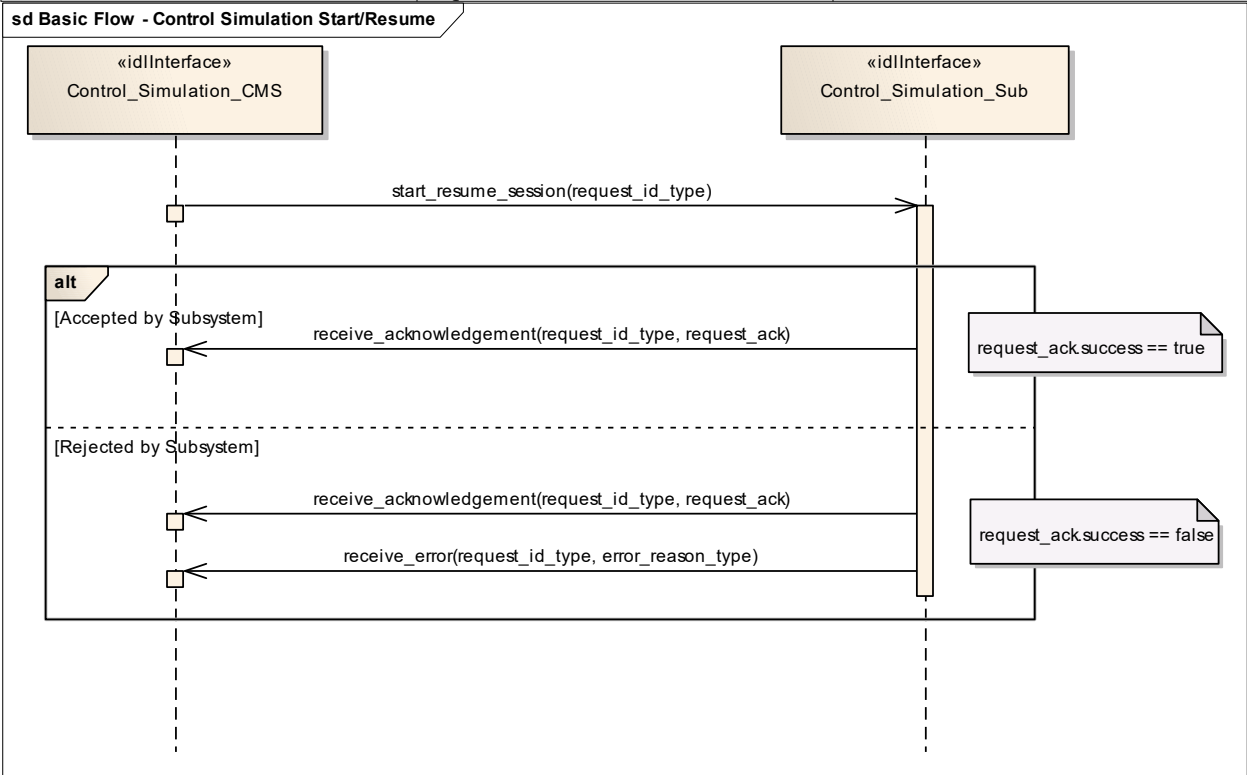 sd Basic Flow - Control Simulation Start/Resume
«idlInterface»
Control_Simulation_CMS
«idlInterface»
Control_Simulation_Sub
start_resume_session(request_id_type)
alt
[Accepted by Subsystem]
receive_acknowledgement(request_id_type, request_ack)
request_ack.success == true
[Rejected by Subsystem]
receive_acknowledgement(request_id_type, request_ack)
request_ack.success == false
receive_error(request_id_type, error_reason_type)